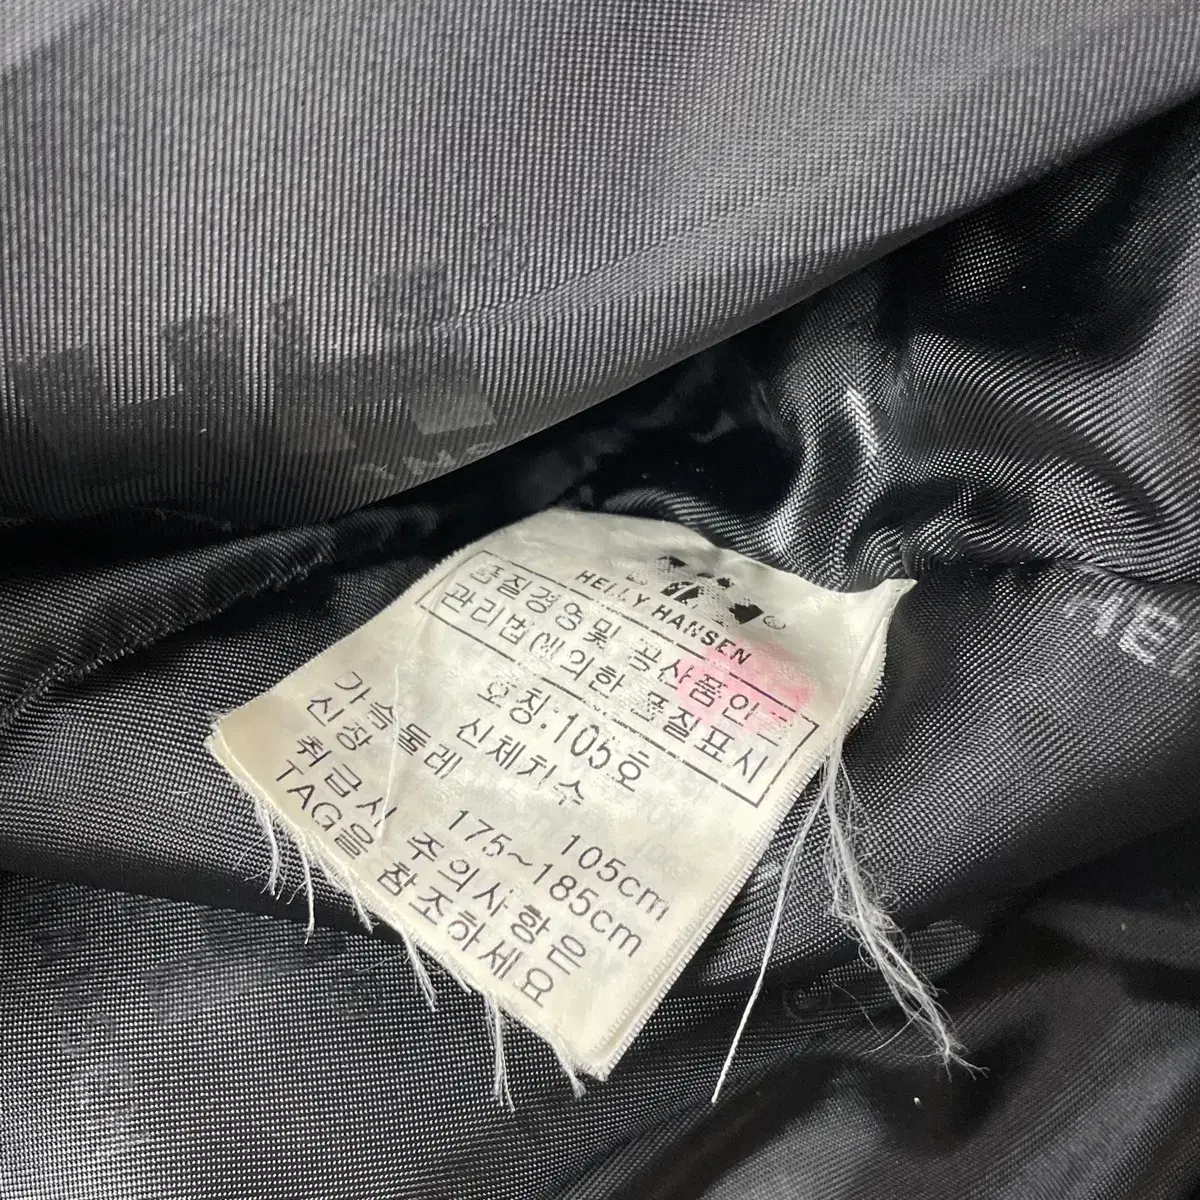 HELLY HANSEN
품질경영및 공산품안전
관리법에의한 품질표시
호칭:105호
신체치수
가슴둘레 105cm
신장 175~185cm
취급시 주의사항은
TAG을 참조하세요